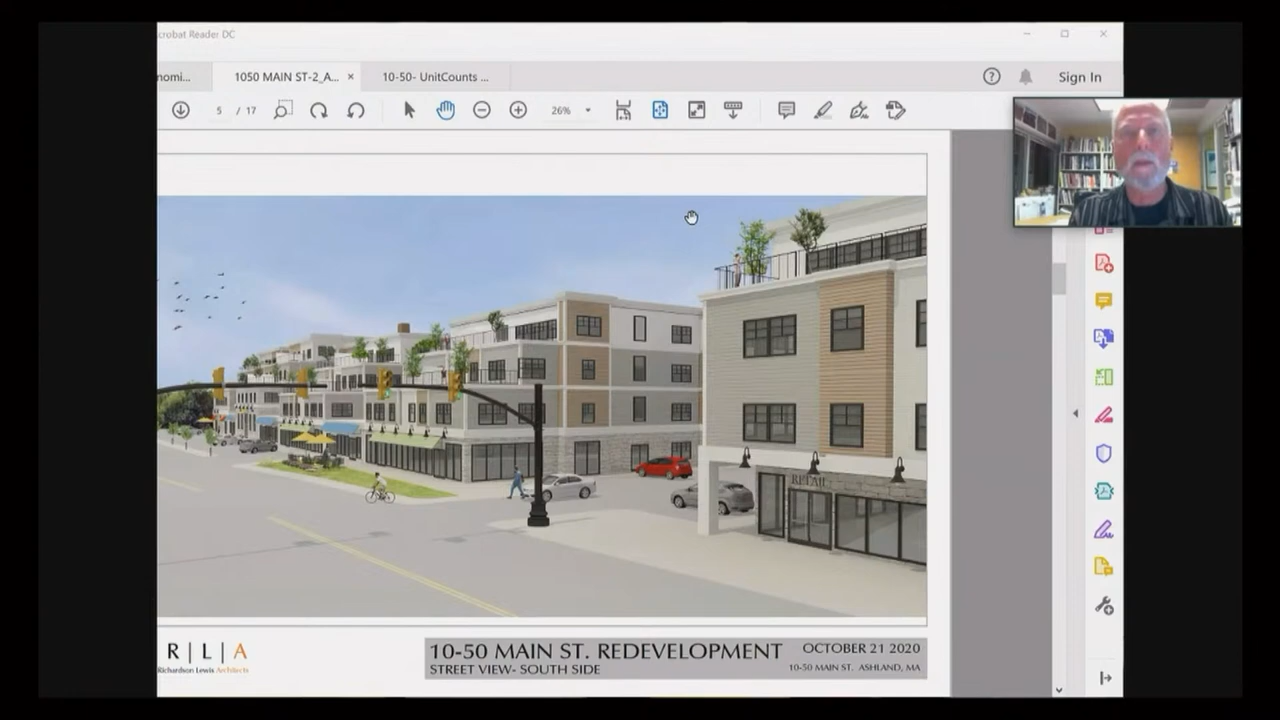 crobat Reader DC
nomi...
1050 MAIN ST-2_A... ×
10-50- UnitCounts ...
Sign In
5 / 17
26%
RETAIL
R | L | A
Richardson Lewis Architects
10-50 MAIN ST. REDEVELOPMENT
OCTOBER 21 2020
STREET VIEW- SOUTH SIDE
10-50 MAIN ST. ASHLAND, MA